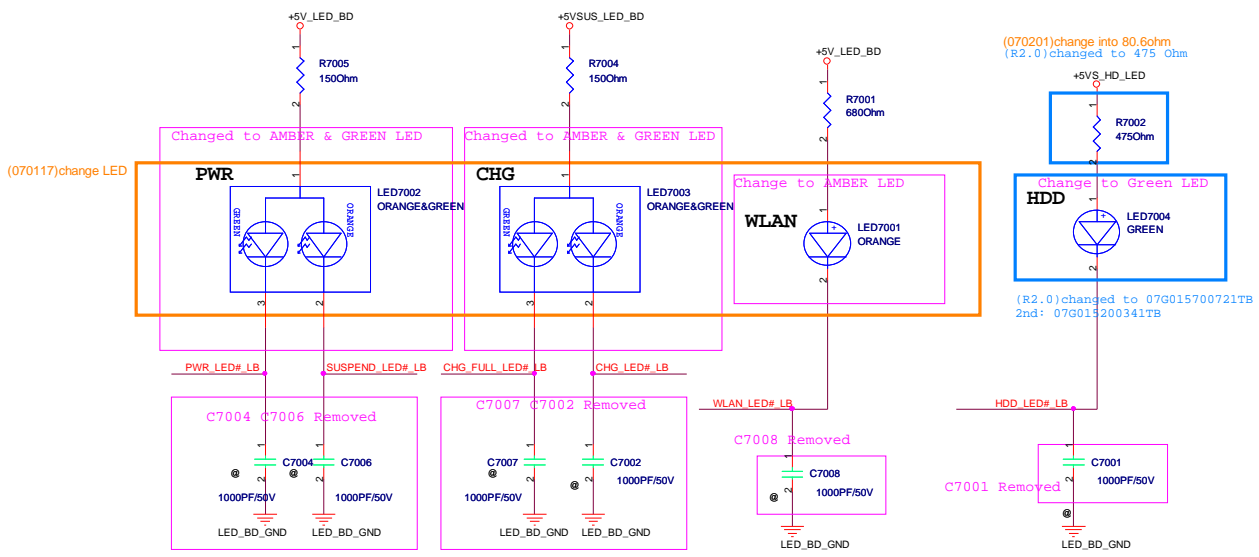 +5V_LED_BD
+5VSUS_LED_BD
+5V_LED_BD
(070201)change into 80.6ohm
(R2.0)changed to 475 Ohm
+5VS_HD_LED
1
R7005
150Ohm
2
1
R7004
150Ohm
2
1
R7001
680Ohm
2
1
R7002
475Ohm
2
Changed to AMBER & GREEN LED
Changed to AMBER & GREEN LED
(070117)change LED
PWR
1
LED7002
ORANGE&GREEN
GREEN
ORANGE
3
2
CHG
1
LED7003
ORANGE&GREEN
GREEN
ORANGE
3
2
Change to AMBER LED
WLAN
1
+
LED7001
ORANGE
2
Change to Green LED
HDD
1
+
LED7004
GREEN
2
(R2.0)changed to 07G015700721TB
2nd: 07G015200341TB
PWR_LED#_LB
SUSPEND_LED#_LB
CHG_FULL_LED#_LB
CHG_LED#_LB
WLAN_LED#_LB
HDD_LED#_LB
C7004 C7006 Removed
1
C7004
@
2
1000PF/50V
LED_BD_GND
1
C7006
@
2
1000PF/50V
LED_BD_GND
C7007 C7002 Removed
1
C7007
@
2
1000PF/50V
LED_BD_GND
1
C7002
@
2
1000PF/50V
LED_BD_GND
C7008 Removed
1
C7008
@
2
1000PF/50V
LED_BD_GND
1
C7001
C7001 Removed
2
1000PF/50V
@
LED_BD_GND